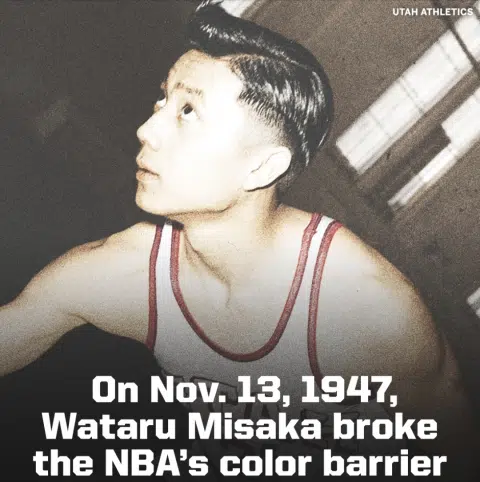 UTAH ATHLETICS
On Nov. 13, 1947,
Wataru Misaka broke
the NBA's color barrier